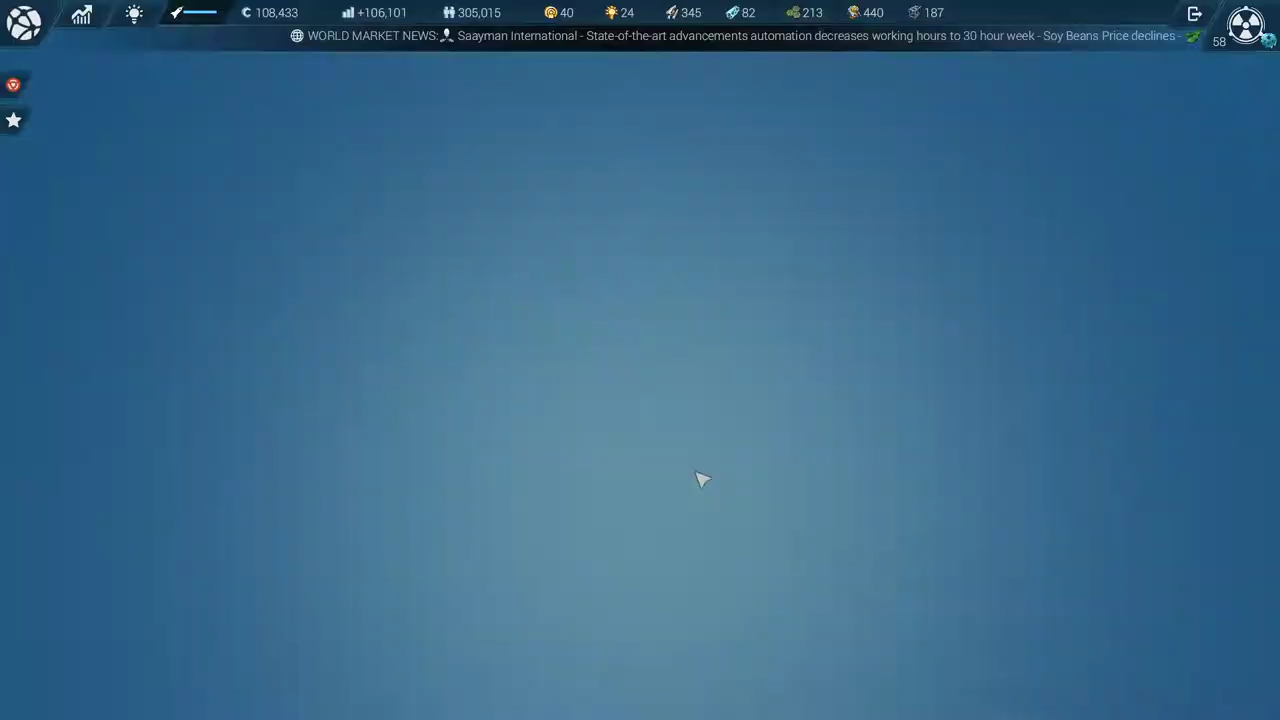 108,433 +106,101 305,015 40 24 345 82 213 440 187
WORLD MARKET NEWS: Saayman International - State-of-the-art advancements automation decreases working hours to 30 hour week - Soy Beans Price declines -
58